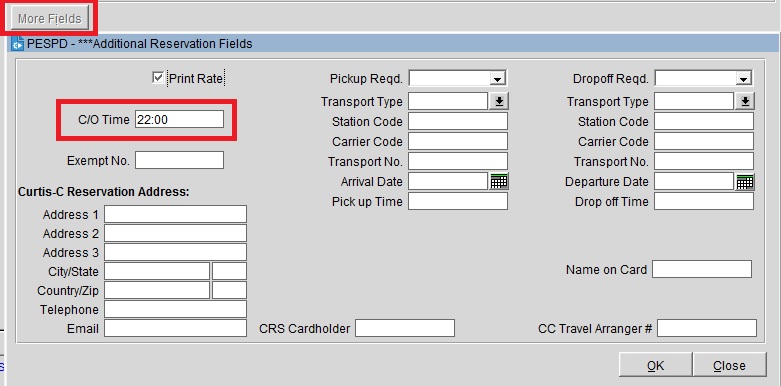 More Fields
PESPD - ***Additional Reservation Fields
Print Rate
Pickup Reqd.
Dropoff Reqd.
Transport Type
Transport Type
C/O Time 22:00
Station Code
Station Code
Carrier Code
Carrier Code
Exempt No.
Transport No.
Transport No.
Arrival Date
Departure Date
Curtis-C Reservation Address:
Pick up Time
Drop off Time
Address 1
Address 2
Address 3
City/State
Name on Card
Country/Zip
Telephone
Email
CRS Cardholder
CC Travel Arranger #
OK
Close